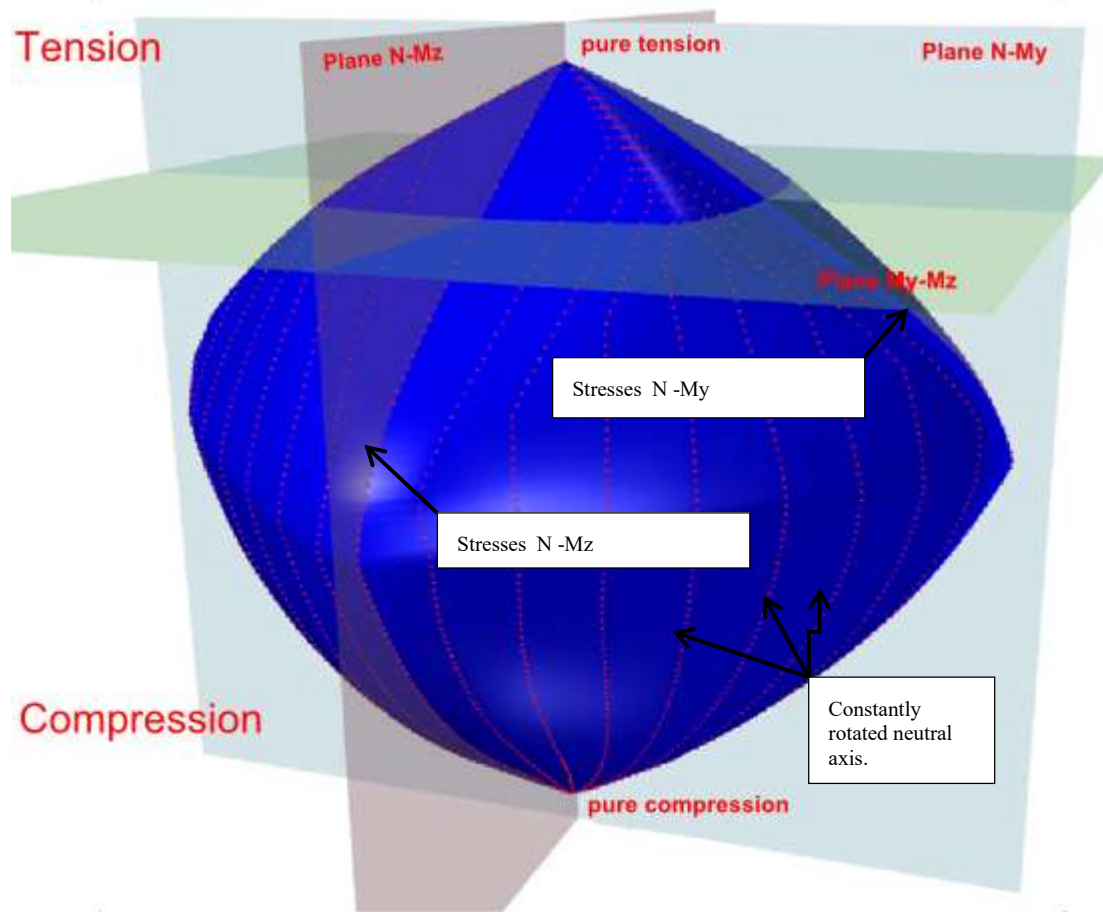 Tension
pure tension
Plane N-Mz
Plane N-My
Plane My-Mz
Stresses N -My
Stresses N -Mz
Compression
Constantly
rotated neutral
axis.
pure compression